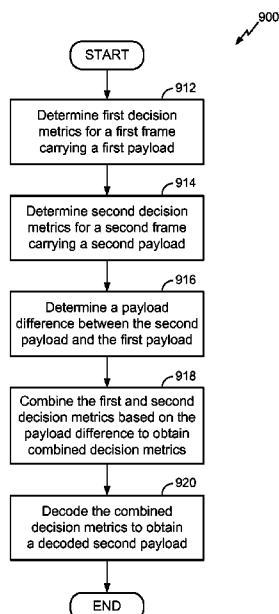 900
START
912
Determine first decision
metrics for a first frame
carrying a first payload
914
Determine second decision
metrics for a second frame
carrying a second payload
916
Determine a payload
difference between the second
payload and the first payload
918
Combine the first and second
decision metrics based on the
payload difference to obtain
combined decision metrics
920
Decode the combined
decision metrics to obtain
a decoded second payload
END